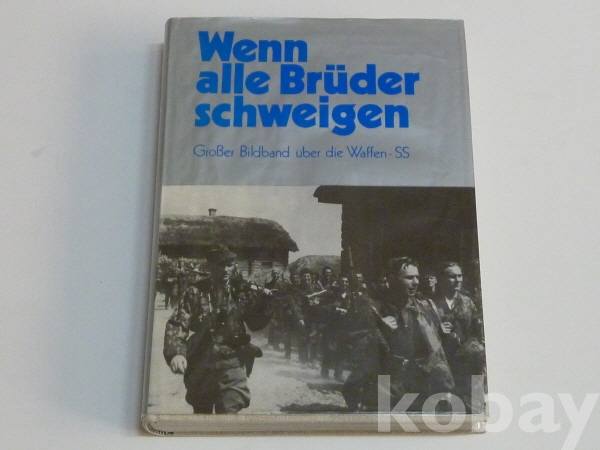 Wenn
alle Brüder
schweigen
Großer Bildband über die Waffen-SS
kobay